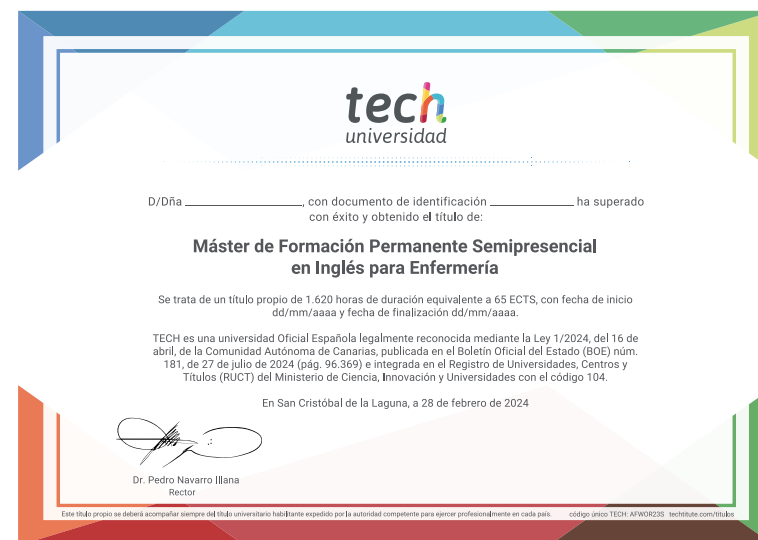 tech
universidad
D/Dña ____________________, con documento de identificación ______________ ha superado
con éxito y obtenido el título de:
Máster de Formación Permanente Semipresencial
en Inglés para Enfermería
Se trata de un título propio de 1.620 horas de duración equivalente a 65 ECTS, con fecha de inicio
dd/mm/aaaa y fecha de finalización dd/mm/aaaa.
TECH es una universidad Oficial Española legalmente reconocida mediante la Ley 1/2024, del 16 de
abril, de la Comunidad Autónoma de Canarias, publicada en el Boletín Oficial del Estado (BOE) núm.
181, de 27 de julio de 2024 (pág. 96.369) e integrada en el Registro de Universidades, Centros y
Títulos (RUCT) del Ministerio de Ciencia, Innovación y Universidades con el código 104.
En San Cristóbal de la Laguna, a 28 de febrero de 2024
Dr. Pedro Navarro Illana
Rector
Este título propio se deberá acompañar siempre del título universitario habilitante expedido por la autoridad competente para ejercer profesionalmente en cada país. código único TECH: AFWOR23S techtitute.com/titulos